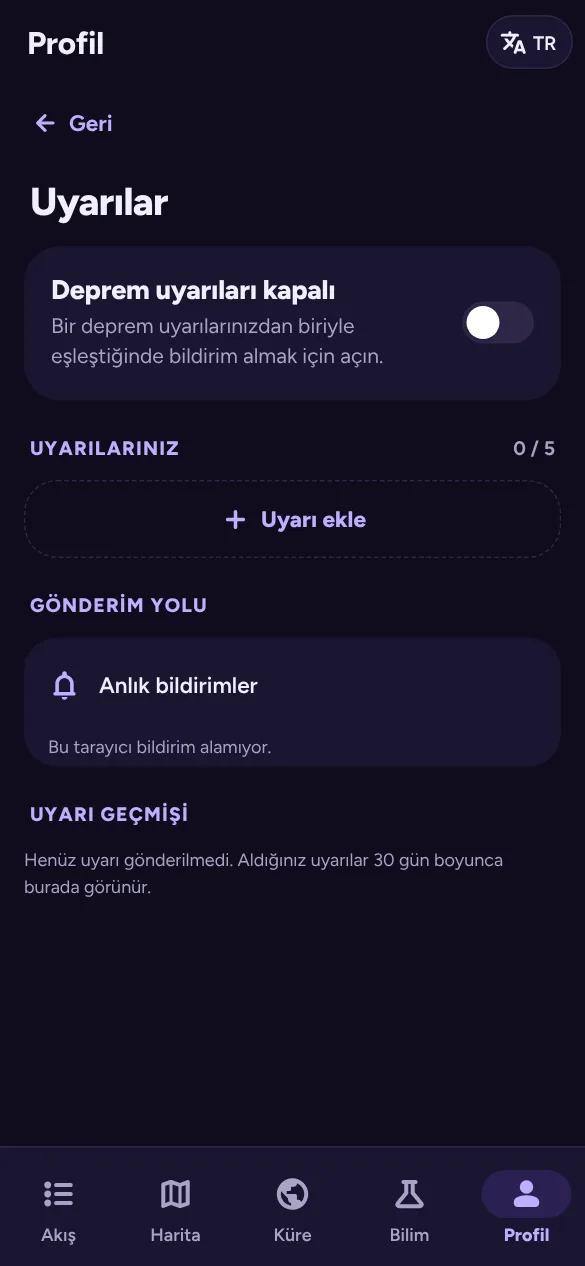 Profil
TR
Geri
Uyarılar
Deprem uyarıları kapalı
Bir deprem uyarılarınızdan biriyle
eşleştiğinde bildirim almak için açın.
UYARILARINIZ
0 / 5
Uyarı ekle
GÖNDERİM YOLU
Anlık bildirimler
Bu tarayıcı bildirim alamıyor.
UYARI GEÇMİŞİ
Henüz uyarı gönderilmedi. Aldığınız uyarılar 30 gün boyunca
burada görünür.
Akış
Harita
Küre
Bilim
Profil